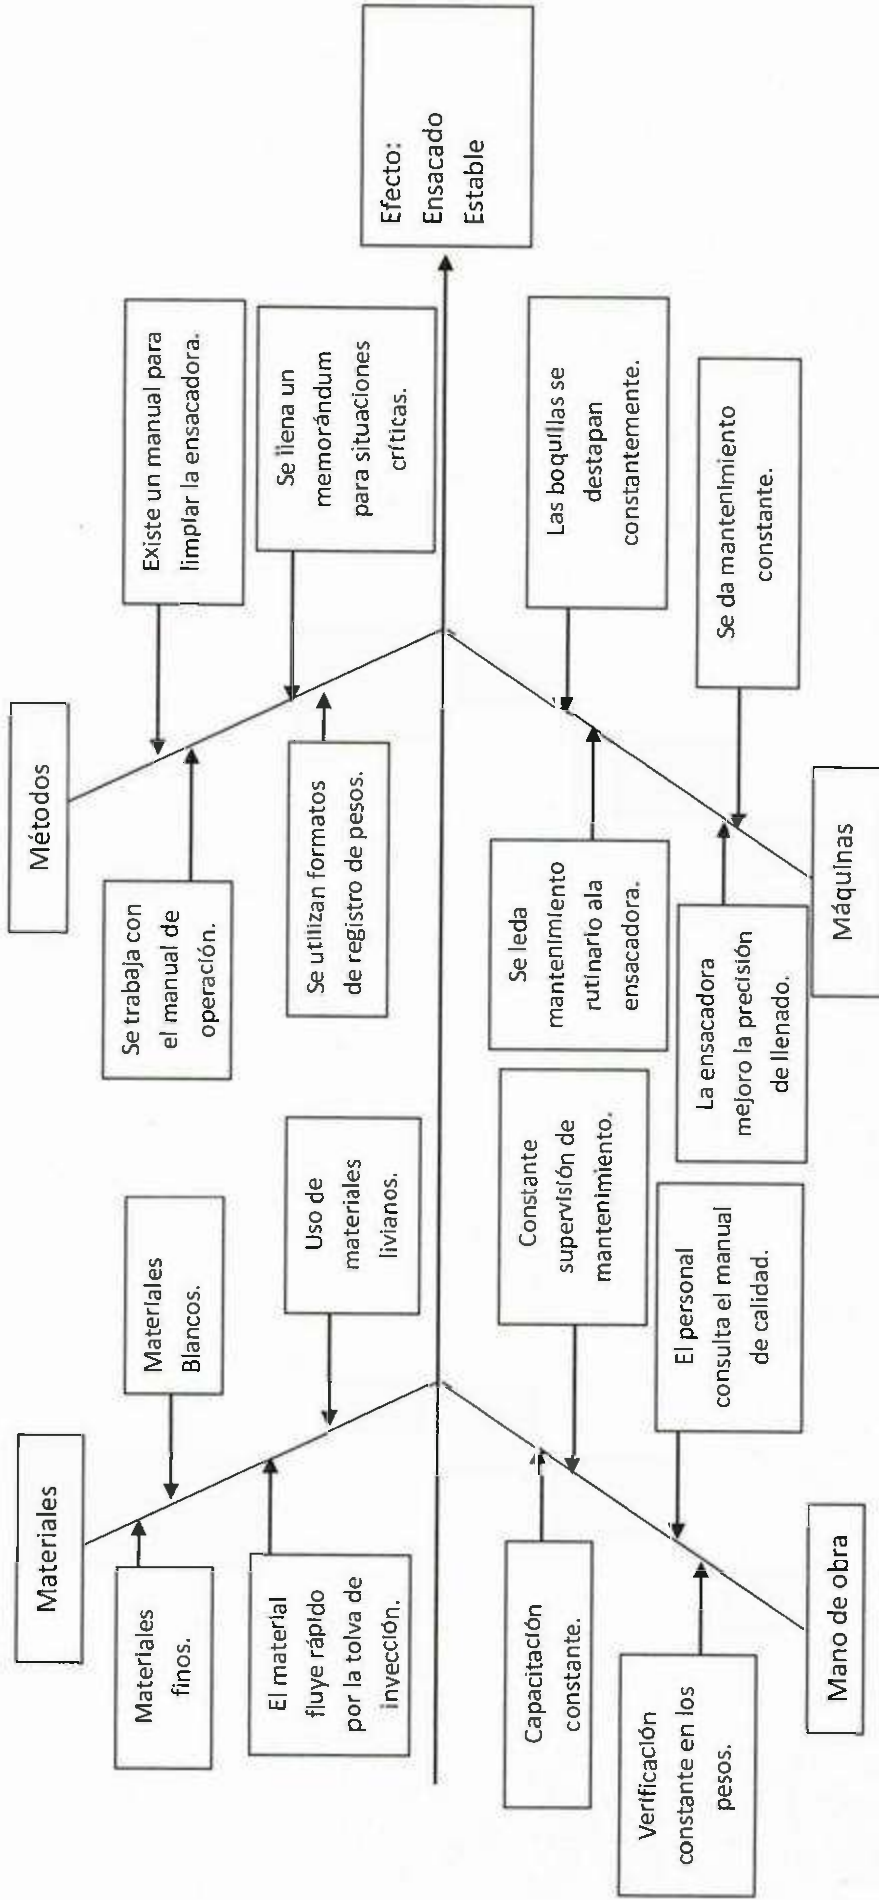 Materiales
Métodos
Materiales
finos.
Materiales
Blancos.
El material
fluye rápido
por la tolva de
invección.
Uso de
materiales
livianos.
Se trabaja con
el manual de
operación.
Existe un manual para
limpiar la ensacadora.
Se utilizan formatos
de registro de pesos.
Se llena un
memorándum
para situaciones
críticas.
Efecto:
Ensacado
Estable
Capacitación
constante.
Constante
supervisión de
mantenimiento.
Verificación
constante en los
pesos.
El personal
consulta el manual
de calidad.
Se leda
mantenimiento
rutinario ala
ensacadora.
Las boquillas se
destapan
constantemente.
La ensacadora
mejoro la precisión
de llenado.
Se da mantenimiento
constante.
Mano de obra
Máquinas